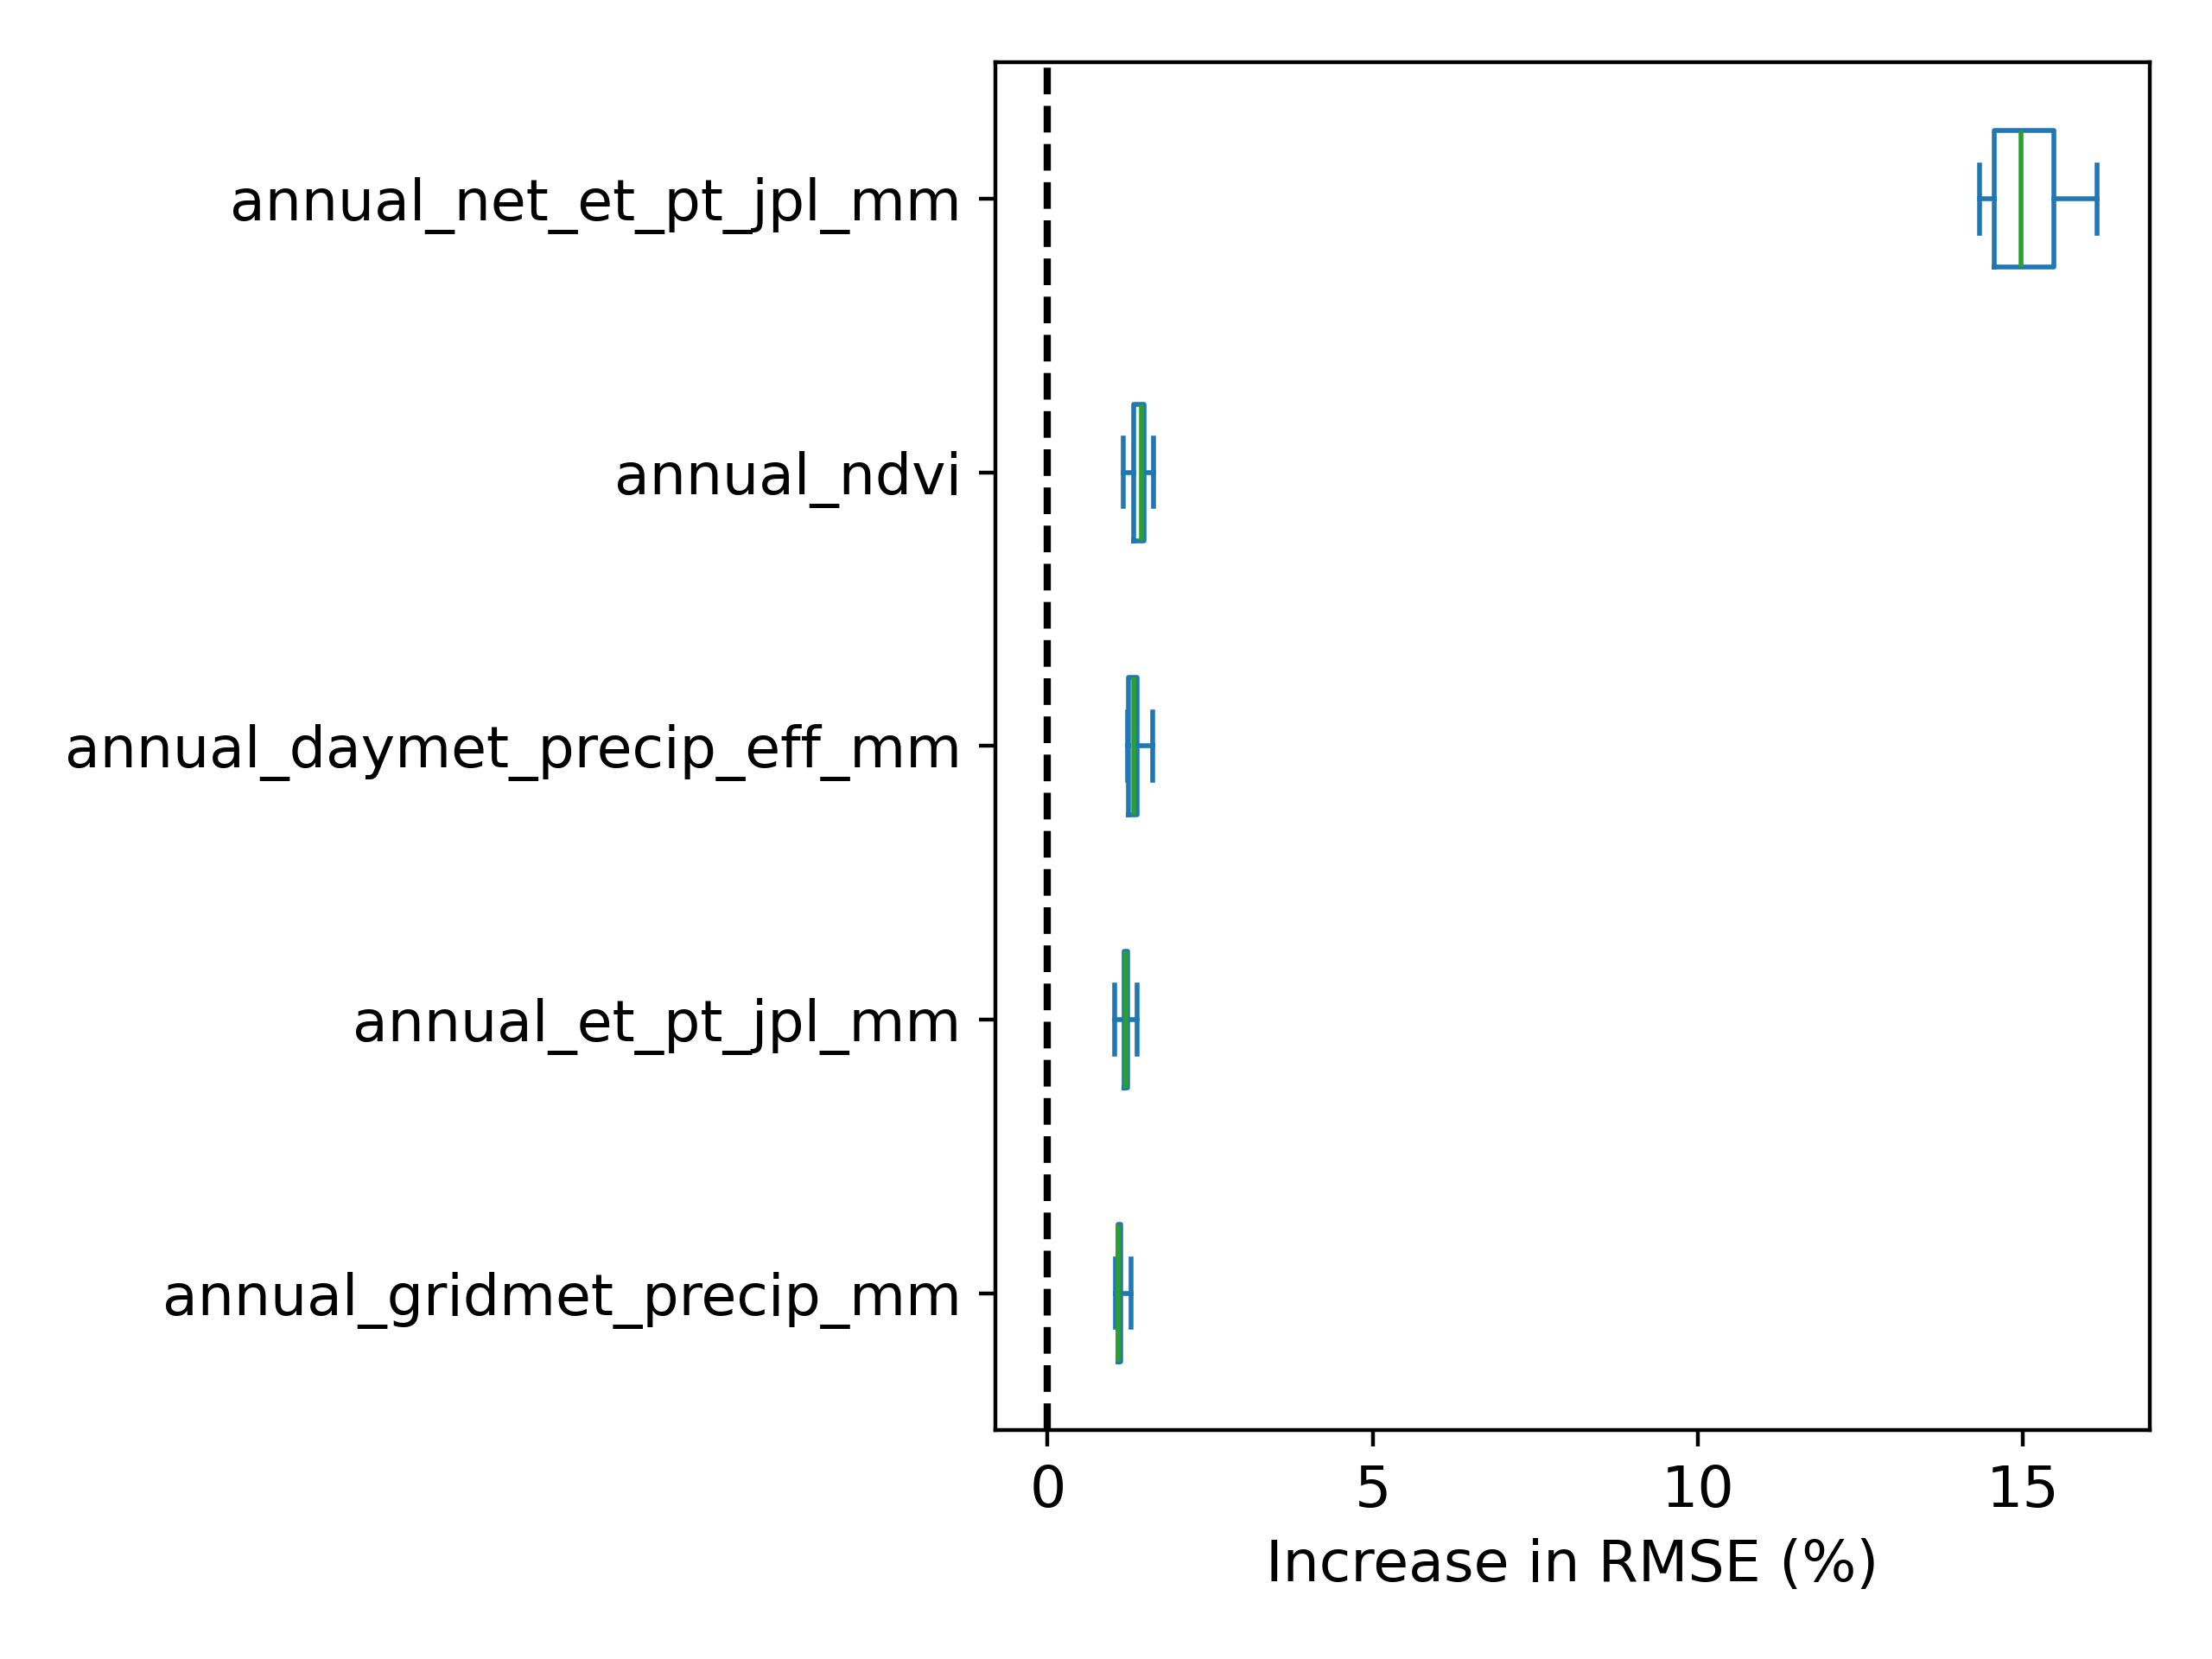 annual_net_et_pt_jpl_mm
annual_ndvi
annual_daymet_precip_eff_mm
annual_et_pt_jpl_mm
annual_gridmet_precip_mm
0 5 10 15
Increase in RMSE (%)